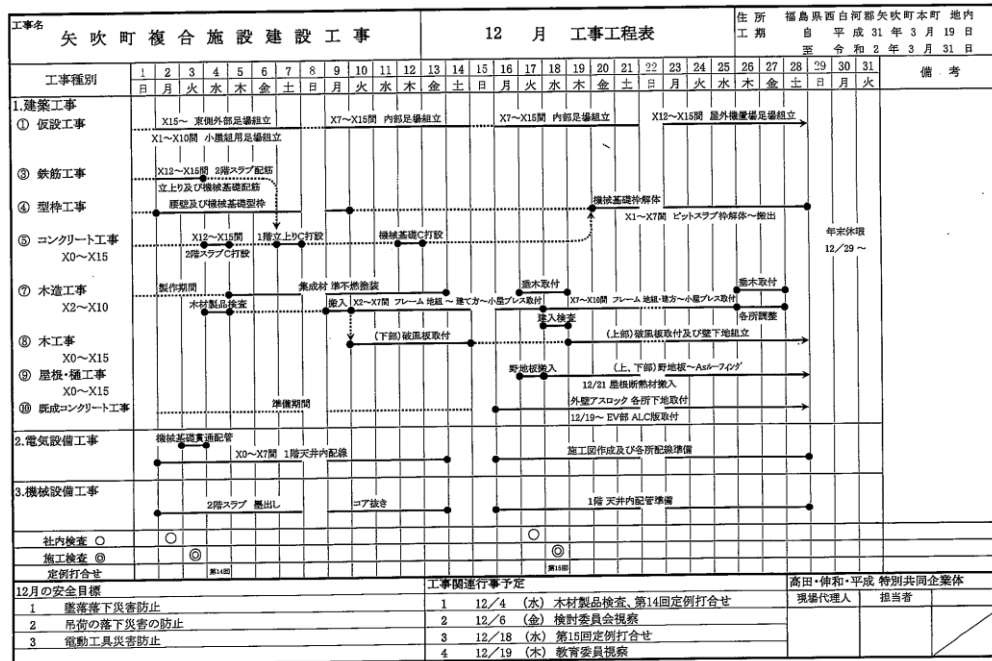 工事名
矢吹町複合施設建設工事
12 月 工事工程表
住所 福島県西白河郡矢吹町本町 地内
工期 自 平成 31 年 3 月 19 日
至 令和 2 年 3 月 31 日
工事種別
1 2 3 4 5 6 7 8 9 10 11 12 13 14 15 16 17 18 19 20 21 22 23 24 25 26 27 28 29 30 31
日 月 火 水 木 金 土 日 月 火 水 木 金 土 日 月 火 水 木 金 土 日 月 火 水 木 金 土 日 月 火
備考
1.建築工事
① 仮設工事
X15～ 東側外部足場組立
X7～X15間 内部足場組立
X7～X15間 内部足場組立
X12～X15間 屋外機置場足場組立
X1～X10間 小屋組用足場組立
③ 鉄筋工事
X12～X15間 2階スラブ配筋
立上り及び機械基礎配筋
④ 型枠工事
腰壁及び機械基礎型枠
機械基礎枠解体
X1～X7間 ピットスラブ枠解体～搬出
⑤ コンクリート工事
X0～X15
X12～X15間
2階スラブC打設
1階立上りC打設
機械基礎C打設
年末休暇
12/29 ～
⑦ 木造工事
X2～X10
製作期間
集成材 準不燃塗装
垂木取付
垂木取付
木材製品検査
搬入
X2～X7間 フレーム 地組 ～ 建て方～小屋ブレス取付
X7～X10間 フレーム 地組・建方～小屋ブレス取付
建入検査
各所調整
⑧ 木工事
X0～X15
(下部)破風板取付
(上部)破風板取付及び壁下地組立
⑨ 屋根・樋工事
X0～X15
野地板搬入
(上、下部)野地板～Asルーフィング
12/21 屋根断熱材搬入
⑩ 既成コンクリート工事
準備期間
外壁アスロック 各所下地取付
12/19～ EV部 ALC版取付
2.電気設備工事
機械基礎貫通配管
X0～X7間 1階天井内配線
施工図作成及び各所配線準備
3.機械設備工事
2階スラブ 墨出し
コア抜き
1階 天井内配管準備
社内検査 ○
施工検査 ◎
定例打合せ
第14回
第15回
12月の安全目標
1 墜落落下災害防止
2 吊荷の落下災害の防止
3 電動工具災害防止
工事関連行事予定
1 12/4 (水) 木材製品検査、第14回定例打合せ
2 12/6 (金) 検討委員会視察
3 12/18 (水) 第15回定例打合せ
4 12/19 (木) 教育委員視察
高田・伸和・平成 特別共同企業体
現場代理人 担当者